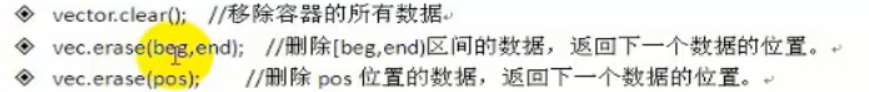 ◈ vector.clear(); //移除容器的所有数据↵
◈ vec.erase(beg,end); //删除[beg,end)区间的数据，返回下一个数据的位置。↵
◈ vec.erase(pos); //删除 pos 位置的数据，返回下一个数据的位置。↵